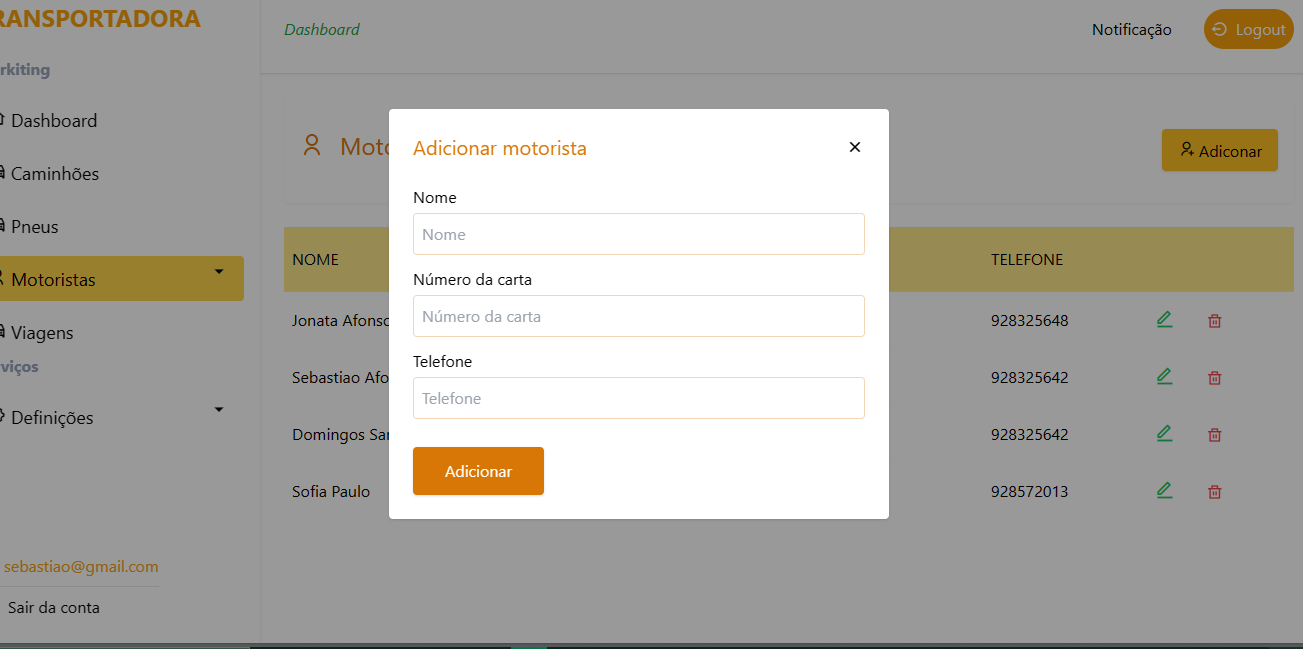 RANSPORTADORA
rkiting
Dashboard
Caminhões
Pneus
Motoristas
Viagens
viços
Definições
sebastiao@gmail.com
Sair da conta
Dashboard
Notificação
Logout
Moto
Adiconar
NOME
TELEFONE
Jonata Afonso
928325648
Sebastiao Afo
928325642
Domingos Sar
928325642
Sofia Paulo
928572013
Adicionar motorista
×
Nome
Nome
Número da carta
Número da carta
Telefone
Telefone
Adicionar